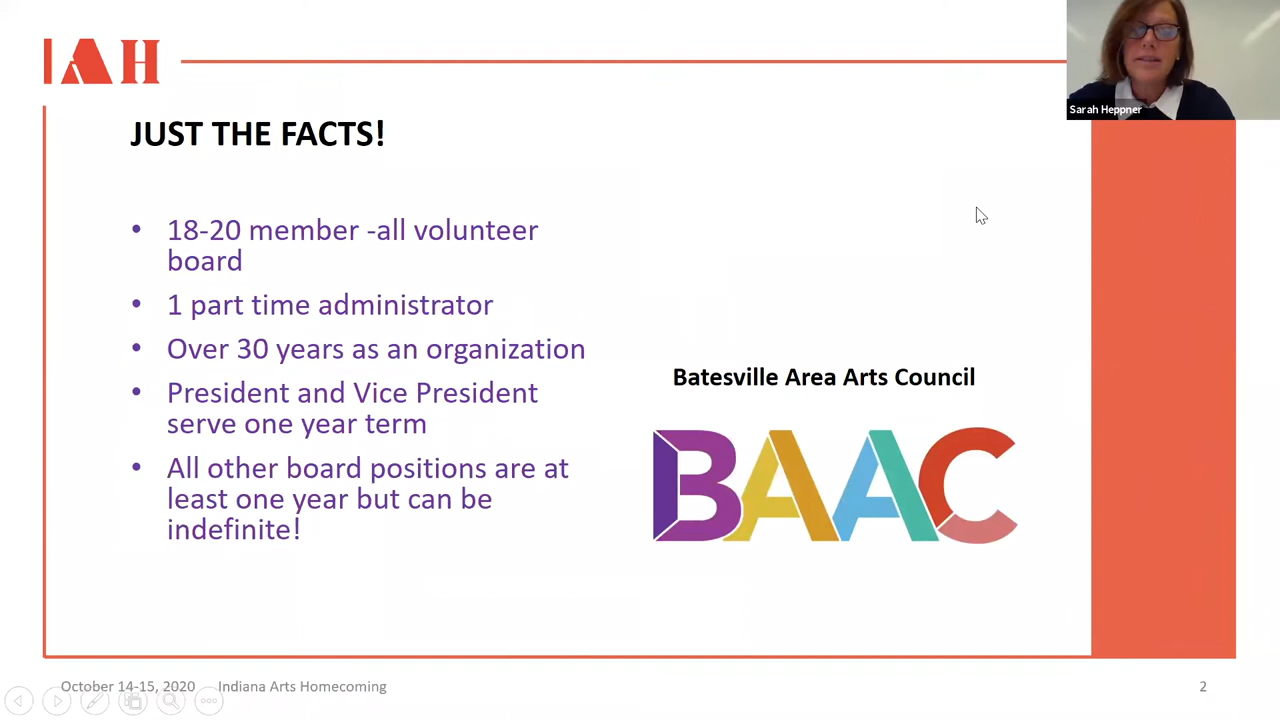 IAH
Sarah Heppner
JUST THE FACTS!
• 18-20 member -all volunteer
board
• 1 part time administrator
• Over 30 years as an organization
• President and Vice President
serve one year term
• All other board positions are at
least one year but can be
indefinite!
Batesville Area Arts Council
BAAC
October 14-15, 2020 Indiana Arts Homecoming
2